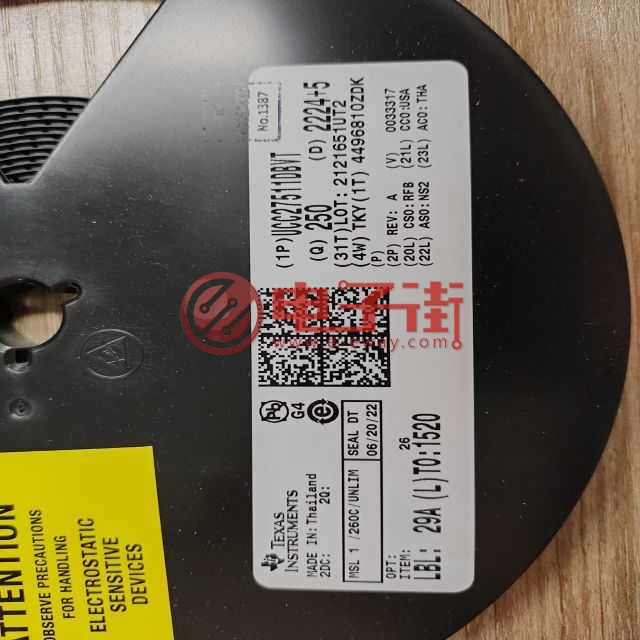 No.1387
(1P) UCC27511DBVT
(Q) 250 (D) 2224+5
(31T)LOT: 2121651UT2
(4W) TKY(1T) 4496810ZDK
(P)
(2P) REV: A (V) 0033317
(20L) CSO:RFB (21L) CCO:USA
(22L) ASO:NS2 (23L) ACO:THA
电子街
Pb
G4
e
TEXAS
INSTRUMENTS
MADE IN:Thailand
2DC: 2Q:
MSL 1 /260C/UNLIM
SEAL DT
06/20/22
OPT:
ITEM: 26
LBL: 29A (L)TO:1520
ATTENTION
OBSERVE PRECAUTIONS
FOR HANDLING
ELECTROSTATIC
SENSITIVE
DEVICES